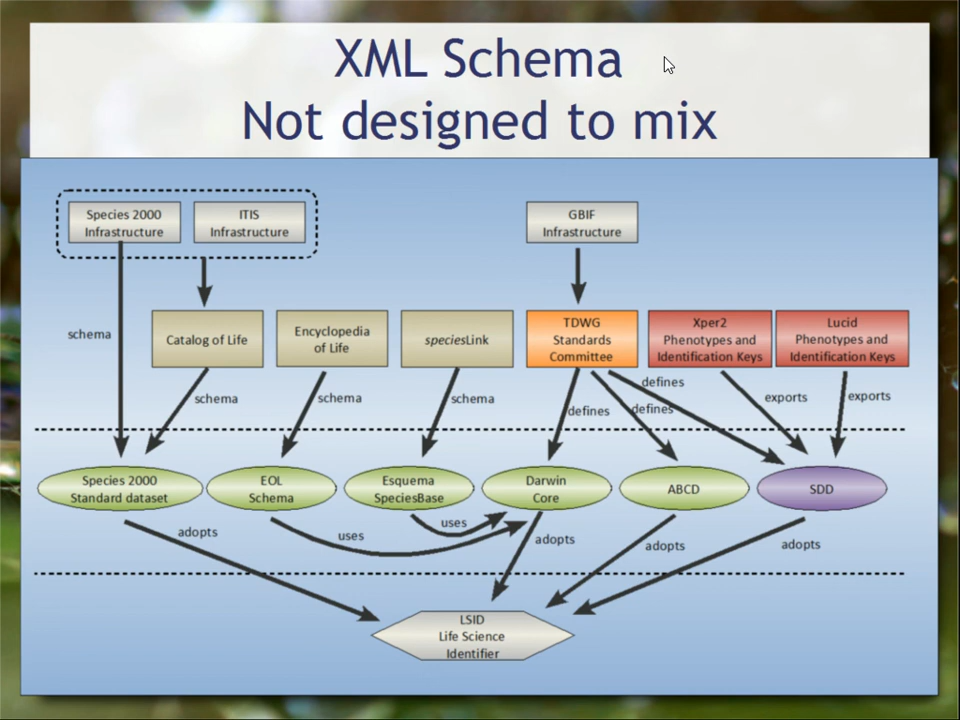 XML Schema
Not designed to mix
Species 2000
Infrastructure
ITIS
Infrastructure
GBIF
Infrastructure
schema
Catalog of Life
Encyclopedia
of Life
speciesLink
TDWG
Standards
Committee
Xper2
Phenotypes and
Identification Keys
Lucid
Phenotypes and
Identification Keys
schema
schema
schema
defines
defines
defines
exports
exports
Species 2000
Standard dataset
EOL
Schema
Esquema
SpeciesBase
Darwin
Core
ABCD
SDD
adopts
uses
uses
adopts
adopts
adopts
LSID
Life Science
Identifier